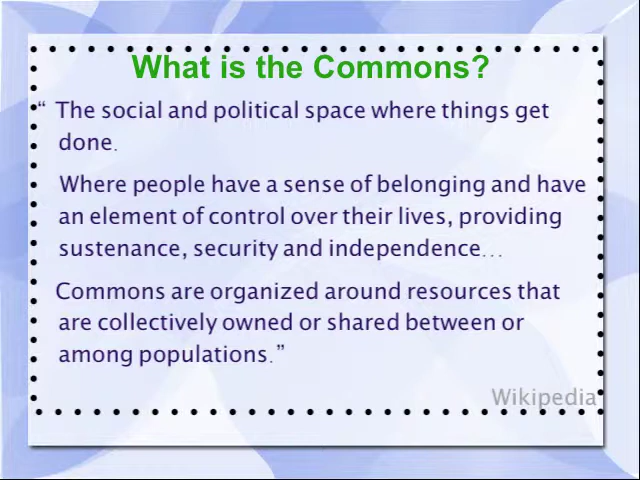 What is the Commons?
“ The social and political space where things get
done.
Where people have a sense of belonging and have
an element of control over their lives, providing
sustenance, security and independence…
Commons are organized around resources that
are collectively owned or shared between or
among populations.”
Wikipedia